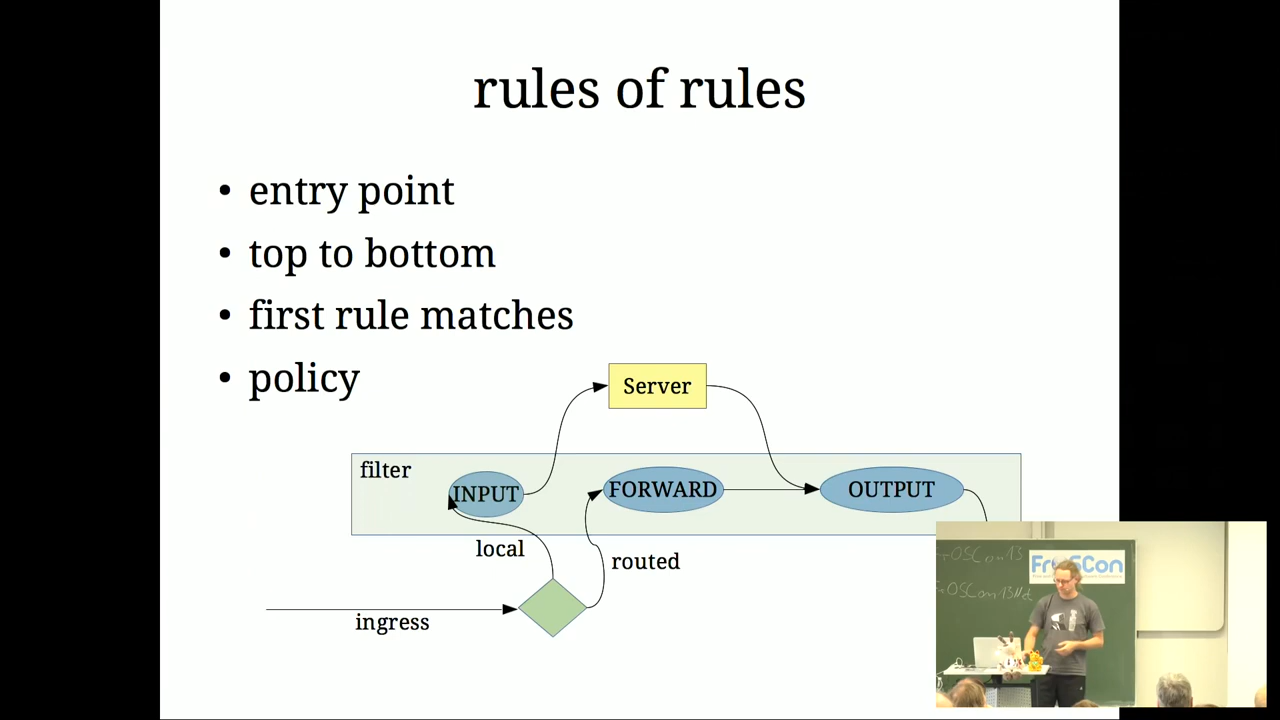 rules of rules
• entry point
• top to bottom
• first rule matches
• policy
Server
filter
INPUT
FORWARD
OUTPUT
local
routed
ingress
FrOSCon
FrOSCon13